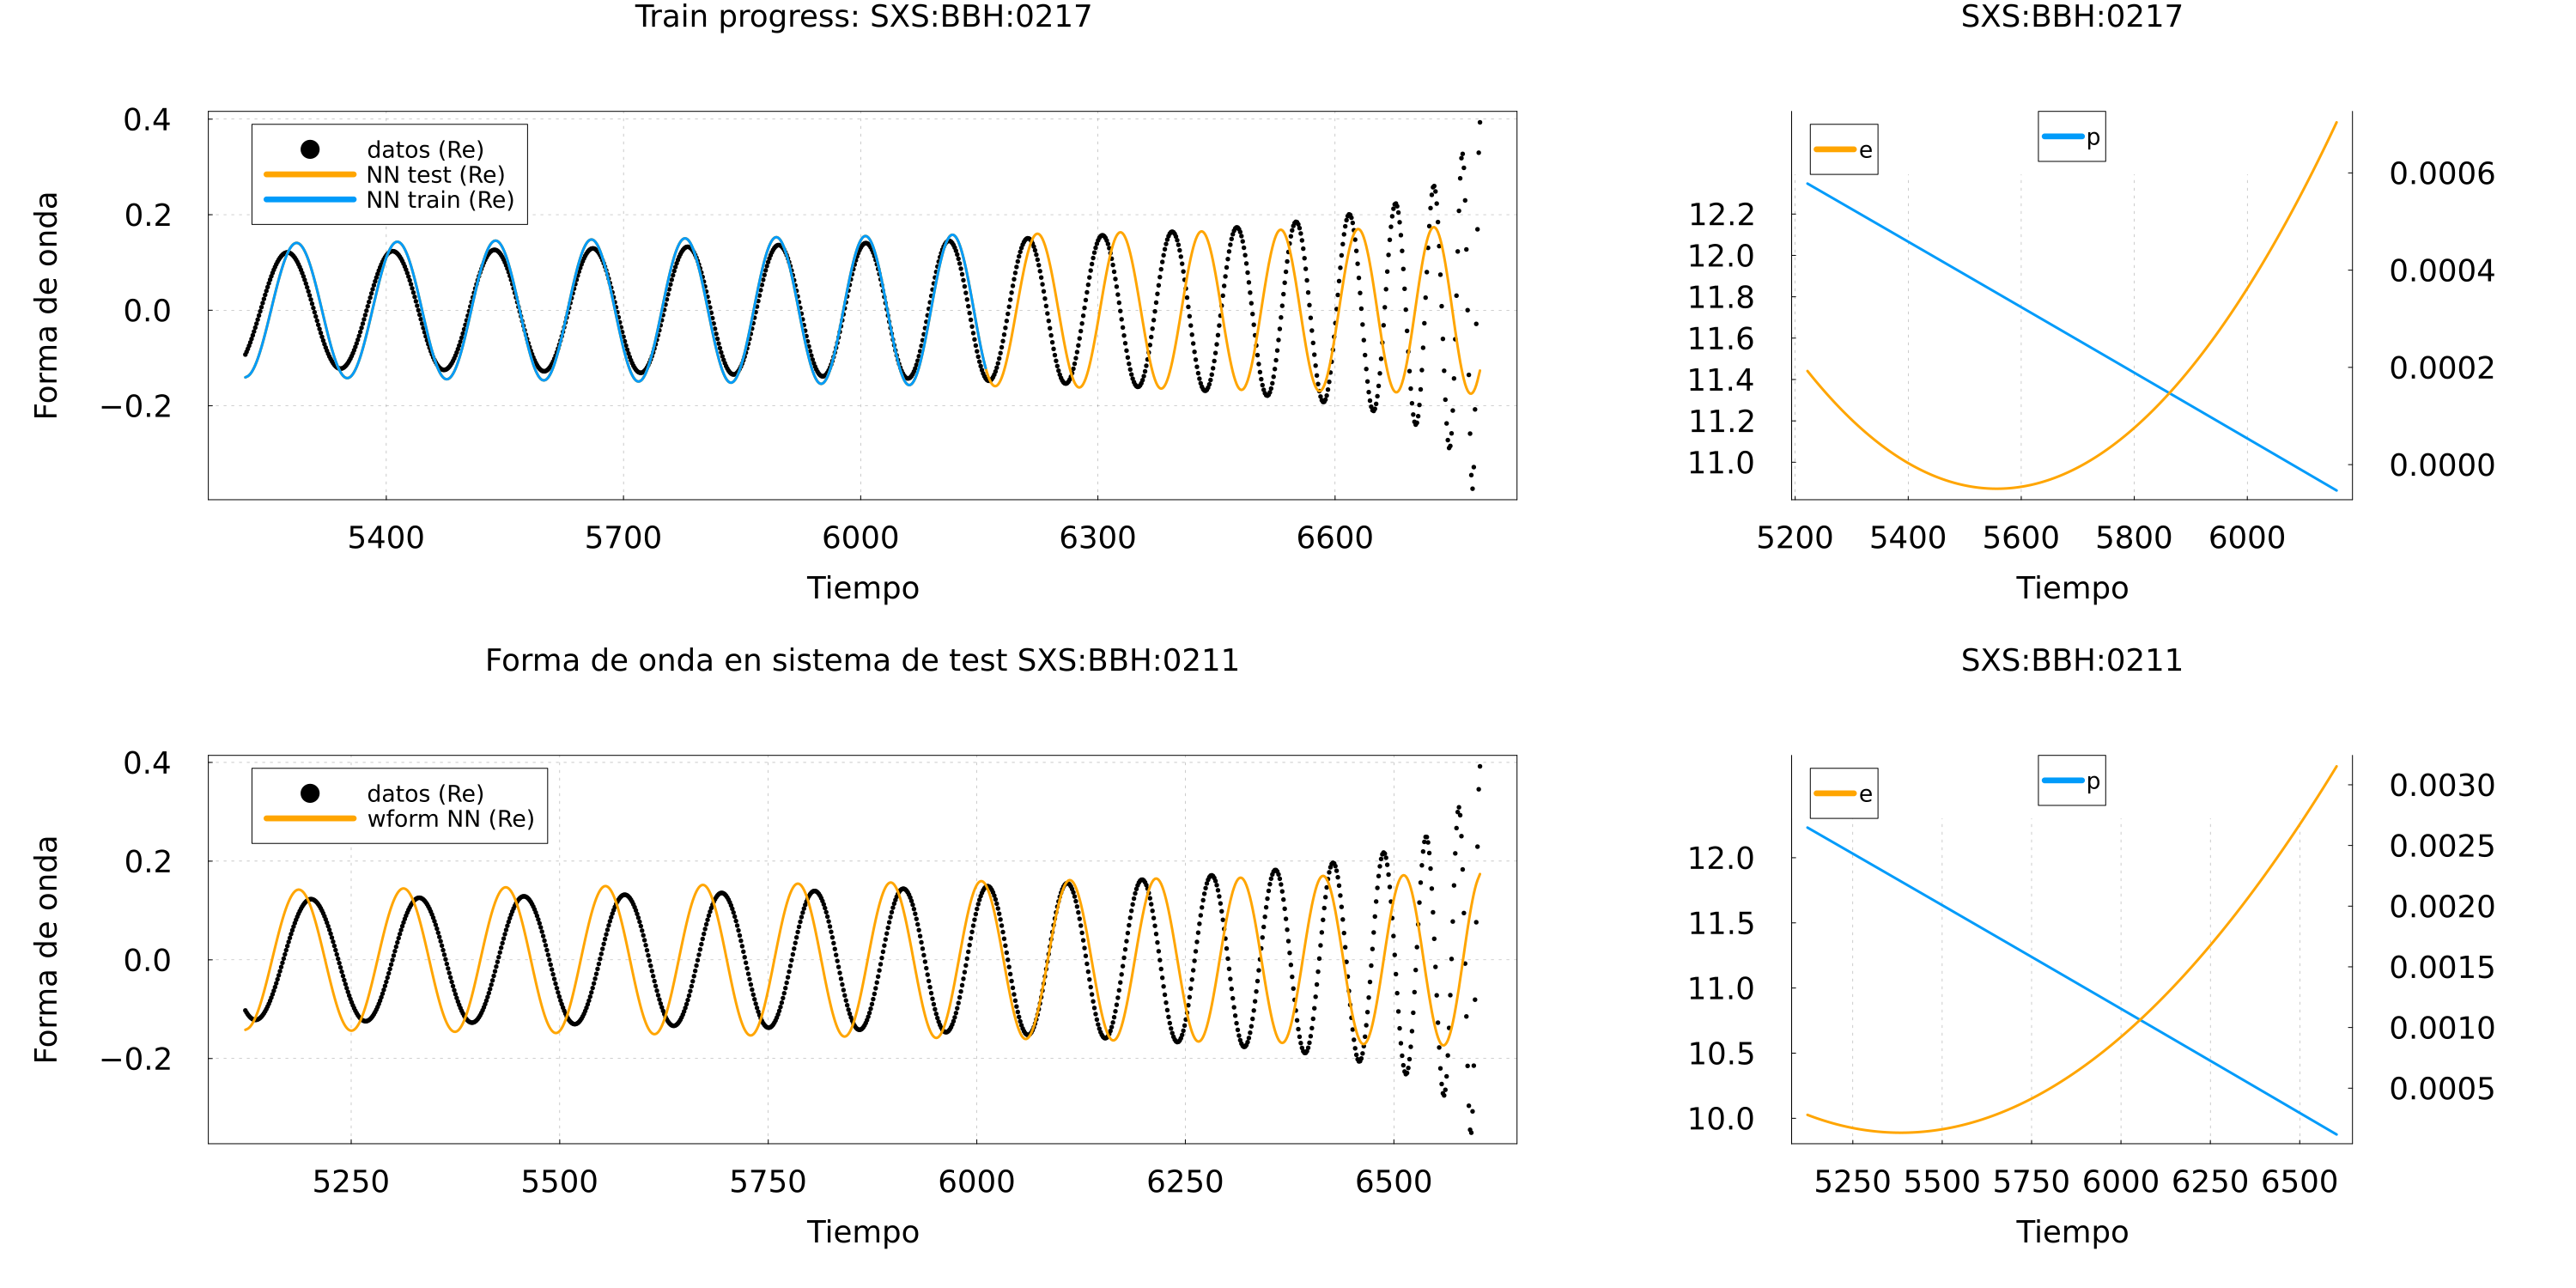 Train progress: SXS:BBH:0217
Forma de onda
0.4
0.2
0.0
−0.2
datos (Re)
NN test (Re)
NN train (Re)
5400 5700 6000 6300 6600
Tiempo
SXS:BBH:0217
e
p
12.2
12.0
11.8
11.6
11.4
11.2
11.0
0.0006
0.0004
0.0002
0.0000
5200 5400 5600 5800 6000
Tiempo
Forma de onda en sistema de test SXS:BBH:0211
Forma de onda
0.4
0.2
0.0
−0.2
datos (Re)
wform NN (Re)
5250 5500 5750 6000 6250 6500
Tiempo
SXS:BBH:0211
e
p
12.0
11.5
11.0
10.5
10.0
0.0030
0.0025
0.0020
0.0015
0.0010
0.0005
5250 5500 5750 6000 6250 6500
Tiempo